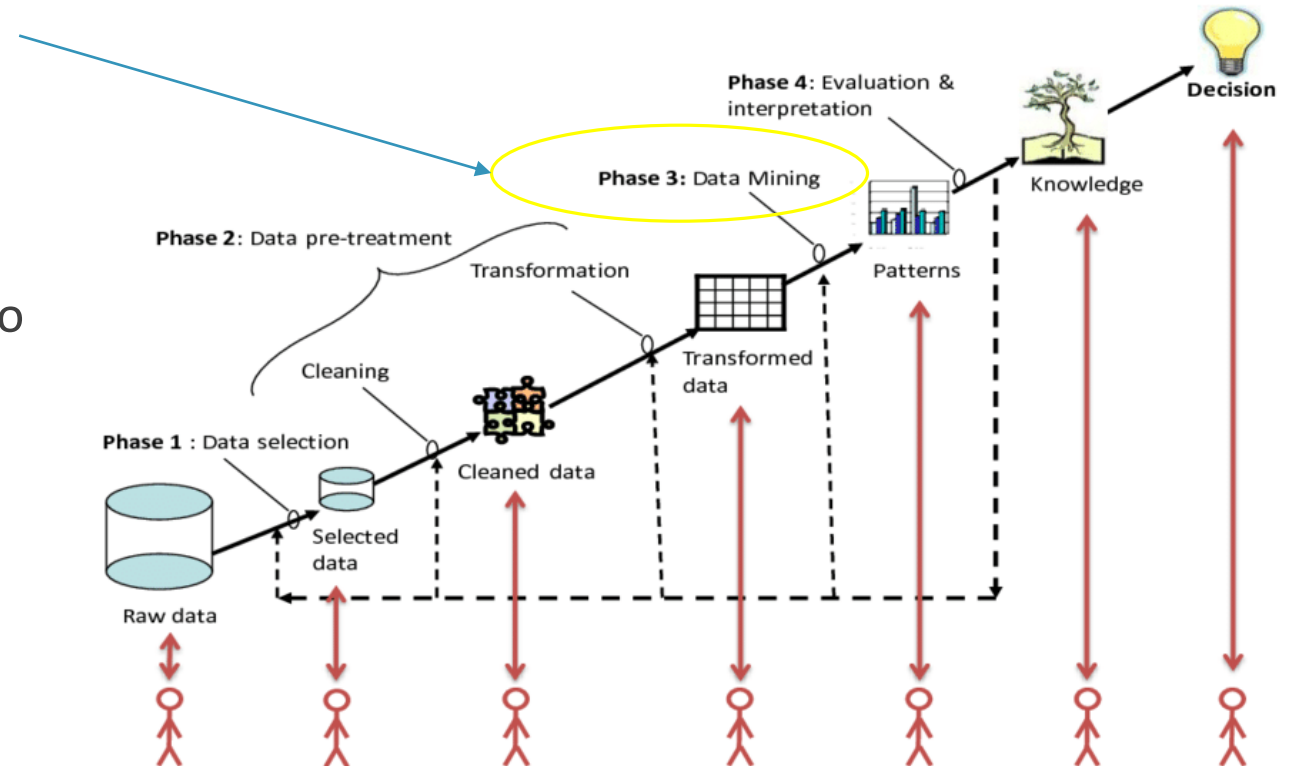 Decision
Phase 4: Evaluation &
interpretation
Phase 3: Data Mining
Knowledge
Phase 2: Data pre-treatment
Transformation
Patterns
o
Cleaning
Transformed
data
Phase 1 : Data selection
Cleaned data
Selected
data
Raw data